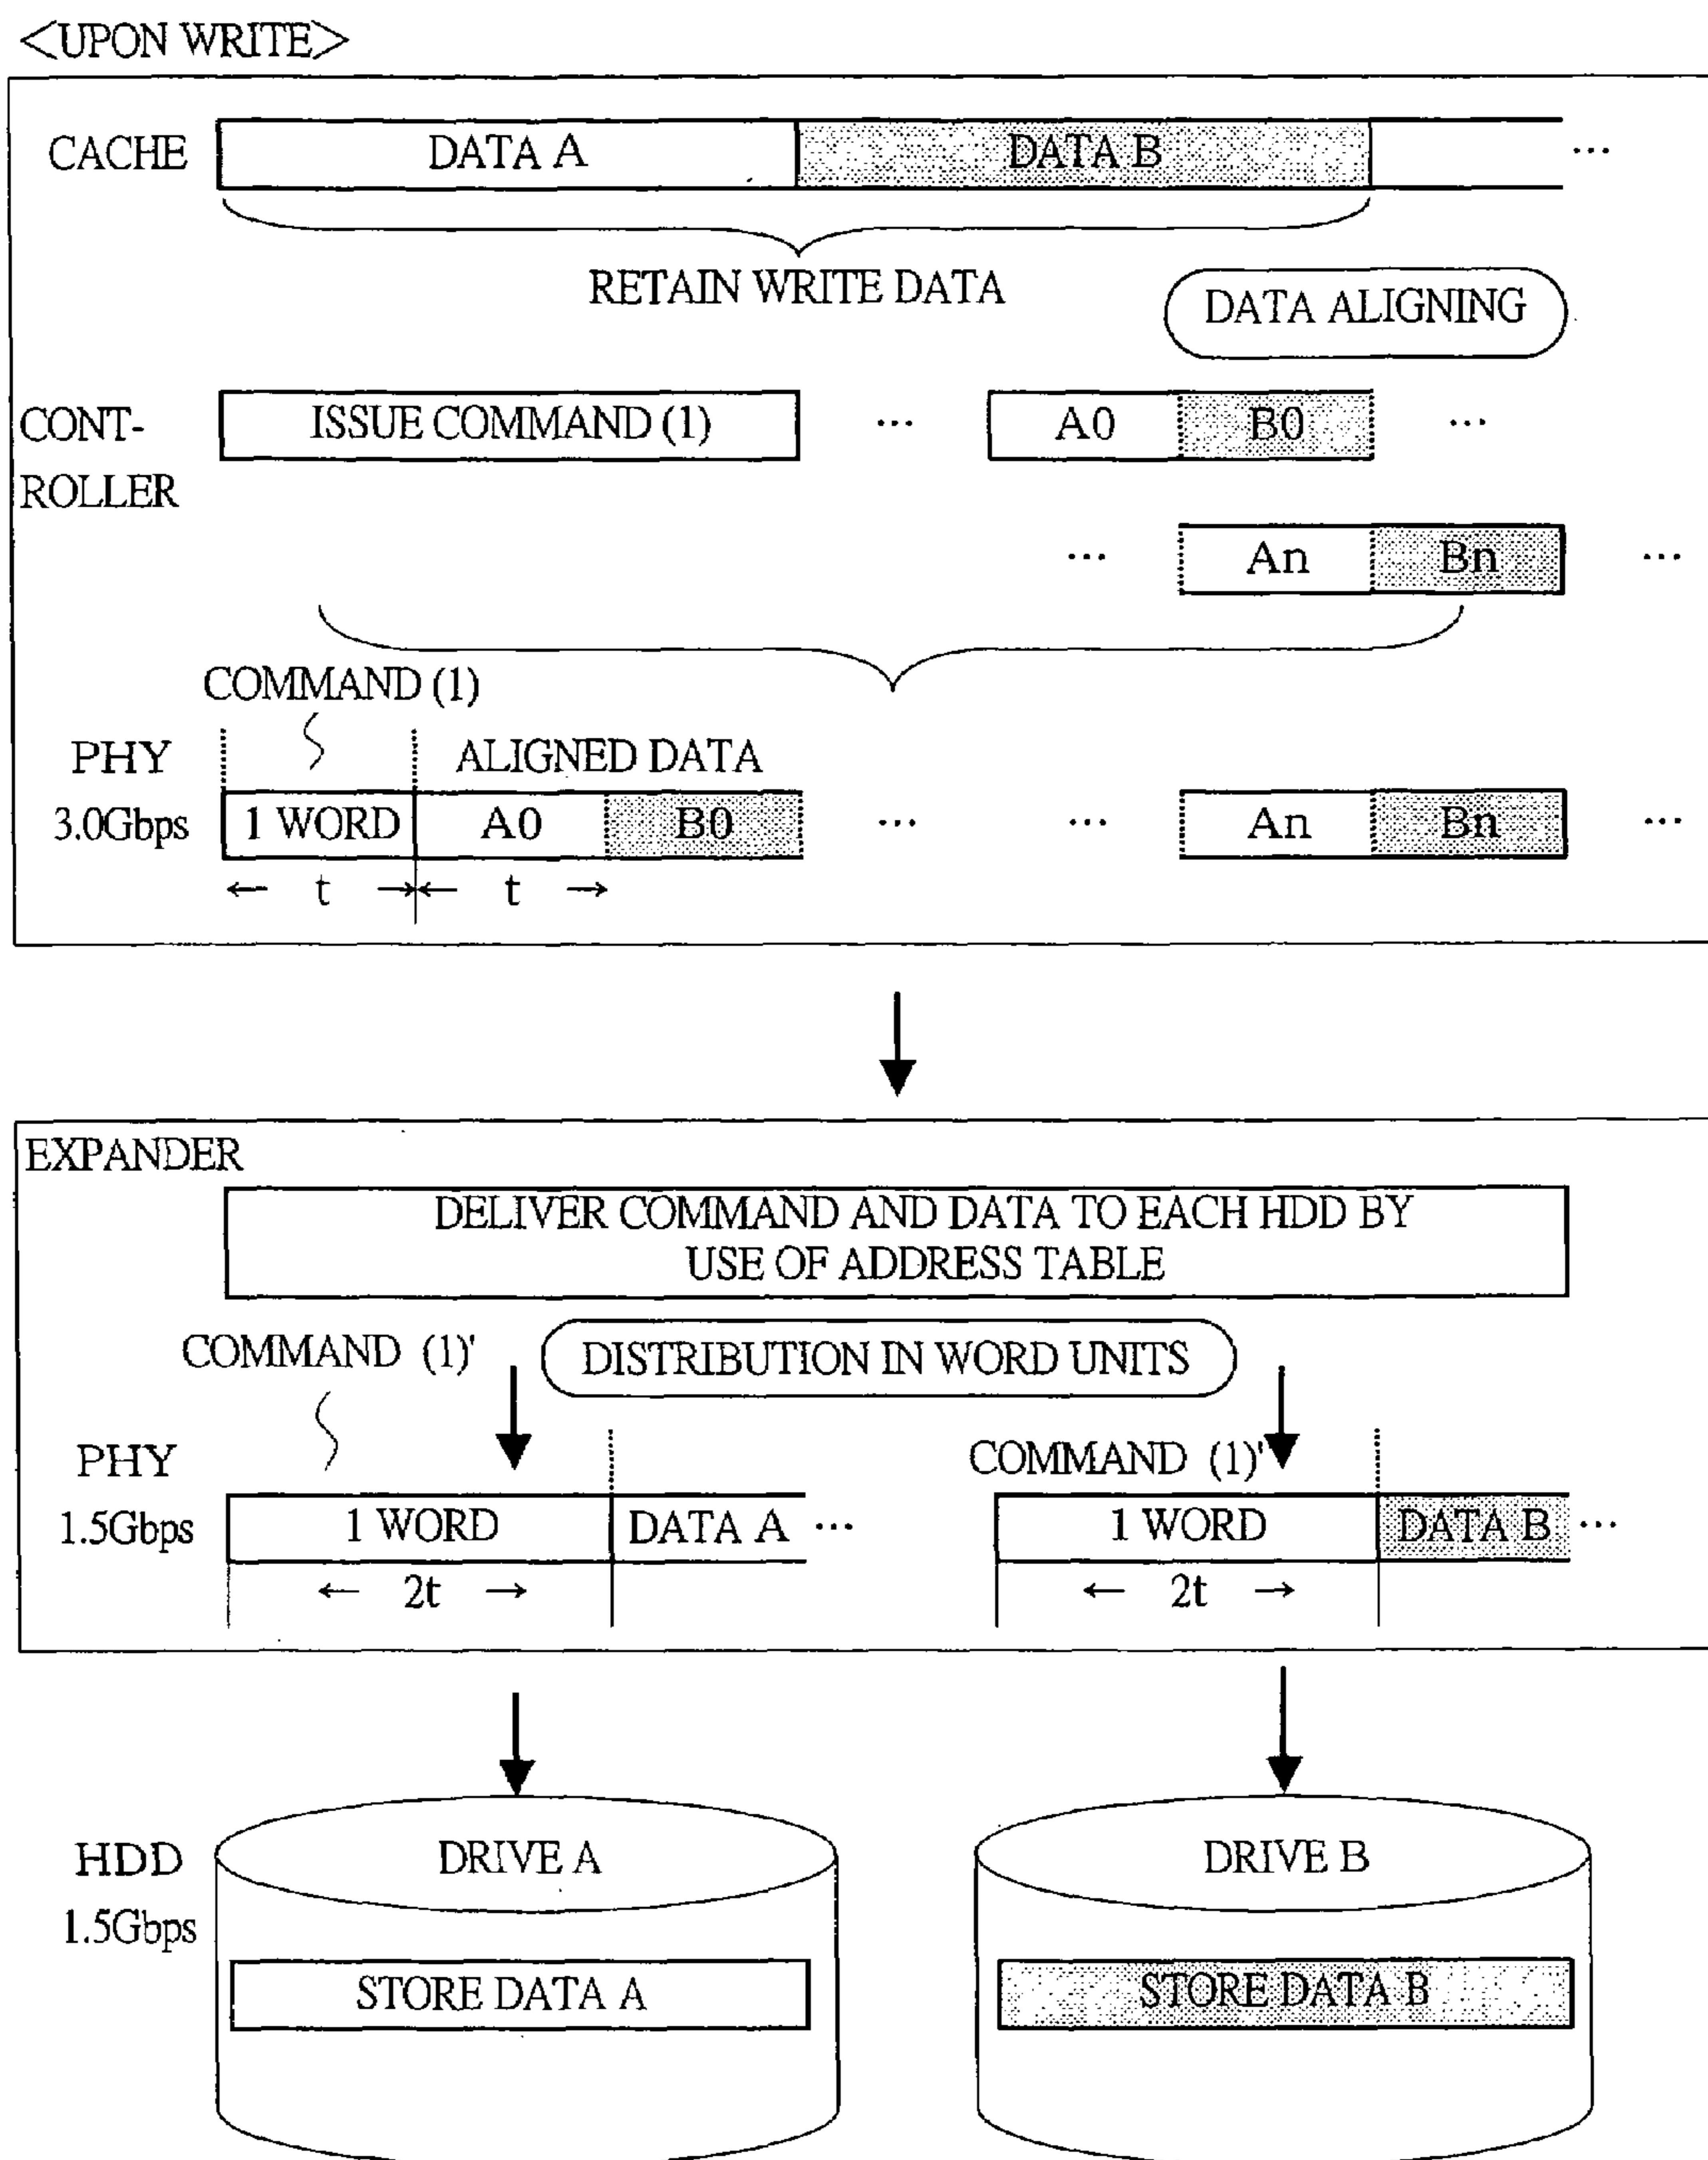 <UPON WRITE>
CACHE DATA A DATA B ...
RETAIN WRITE DATA
DATA ALIGNING
CONT- ISSUE COMMAND (1) ... A0 B0 ...
ROLLER
... An Bn ...
COMMAND (1)
PHY ALIGNED DATA
3.0Gbps 1 WORD A0 B0 ... ... An Bn ...
← t →← t →
EXPANDER
DELIVER COMMAND AND DATA TO EACH HDD BY
USE OF ADDRESS TABLE
COMMAND (1)' DISTRIBUTION IN WORD UNITS
PHY COMMAND (1)'
1.5Gbps 1 WORD DATA A ... 1 WORD DATA B ...
← 2t → ← 2t →
HDD DRIVE A DRIVE B
1.5Gbps
STORE DATA A STORE DATA B